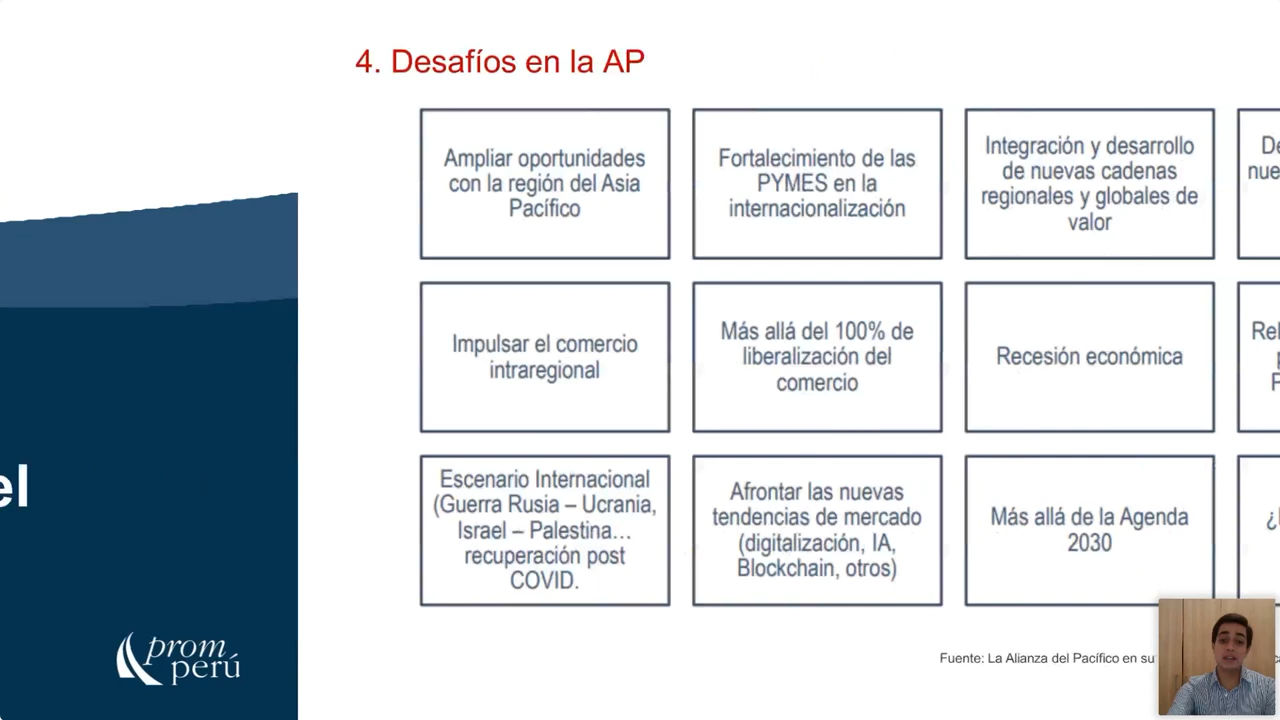 4. Desafíos en la AP
Ampliar oportunidades
con la región del Asia
Pacífico
Fortalecimiento de las
PYMES en la
internacionalización
Integración y desarrollo
de nuevas cadenas
regionales y globales de
valor
Impulsar el comercio
intraregional
Más allá del 100% de
liberalización del
comercio
Recesión económica
Escenario Internacional
(Guerra Rusia – Ucrania,
Israel – Palestina…
recuperación post
COVID.
Afrontar las nuevas
tendencias de mercado
(digitalización, IA,
Blockchain, otros)
Más allá de la Agenda
2030
el
prom
perú
Fuente: La Alianza del Pacífico en su